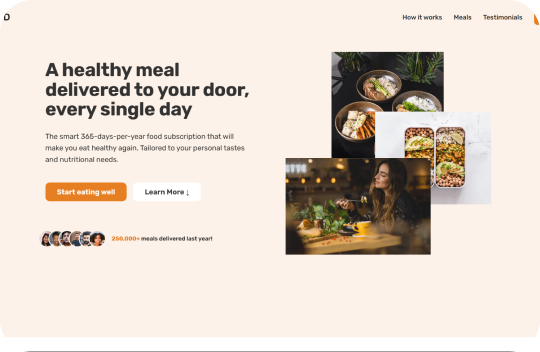 How it works Meals Testimonials
A healthy meal
delivered to your door,
every single day
The smart 365-days-per-year food subscription that will
make you eat healthy again. Tailored to your personal tastes
and nutritional needs.
Start eating well Learn More ↓
250,000+ meals delivered last year!